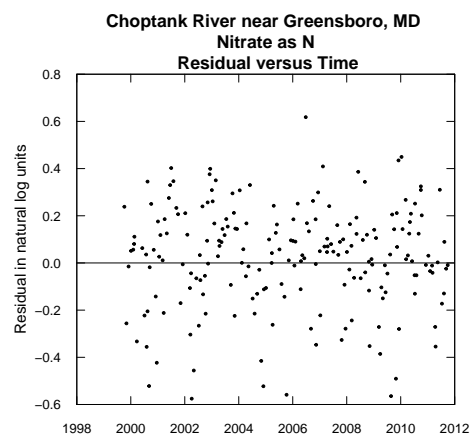 Choptank River near Greensboro, MD
Nitrate as N
Residual versus Time
Residual in natural log units
0.8
0.6
0.4
0.2
0.0
−0.2
−0.4
−0.6
1998 2000 2002 2004 2006 2008 2010 2012